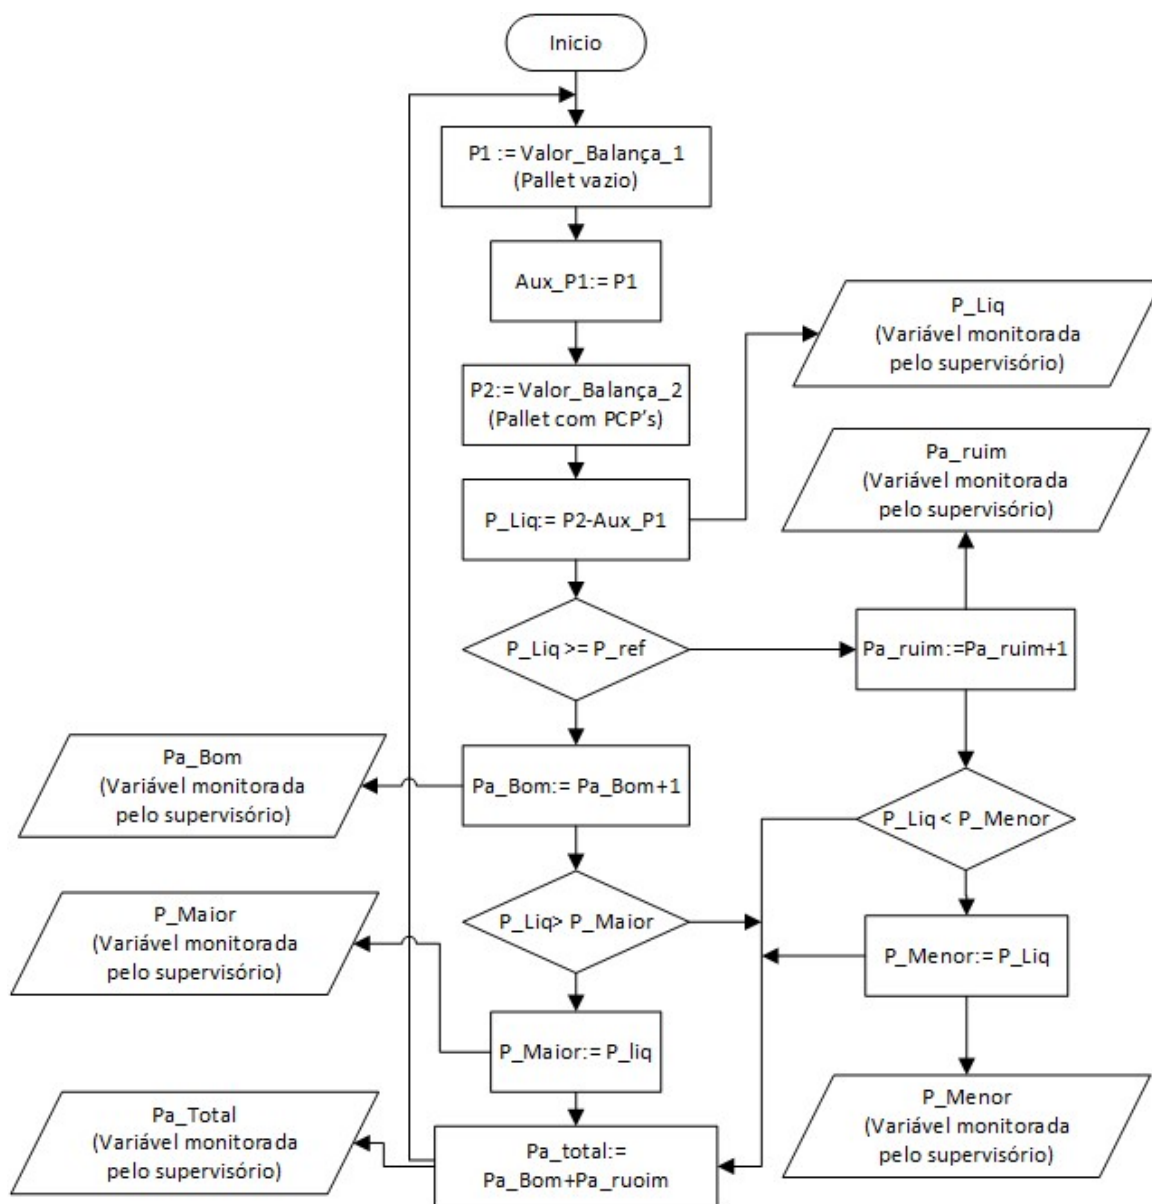 Inicio
P1 := Valor_Balança_1
(Pallet vazio)
Aux_P1:= P1
P_Liq
(Variável monitorada
pelo supervisório)
P2:= Valor_Balança_2
(Pallet com PCP's)
Pa_ruim
(Variável monitorada
pelo supervisório)
P_Liq:= P2-Aux_P1
P_Liq >= P_ref
Pa_ruim:=Pa_ruim+1
Pa_Bom
(Variável monitorada
pelo supervisório)
Pa_Bom:= Pa_Bom+1
P_Liq < P_Menor
P_Maior
(Variável monitorada
pelo supervisório)
P_Liq> P_Maior
P_Menor:= P_Liq
P_Maior:= P_liq
Pa_Total
(Variável monitorada
pelo supervisório)
Pa_total:=
Pa_Bom+Pa_ruoim
P_Menor
(Variável monitorada
pelo supervisório)